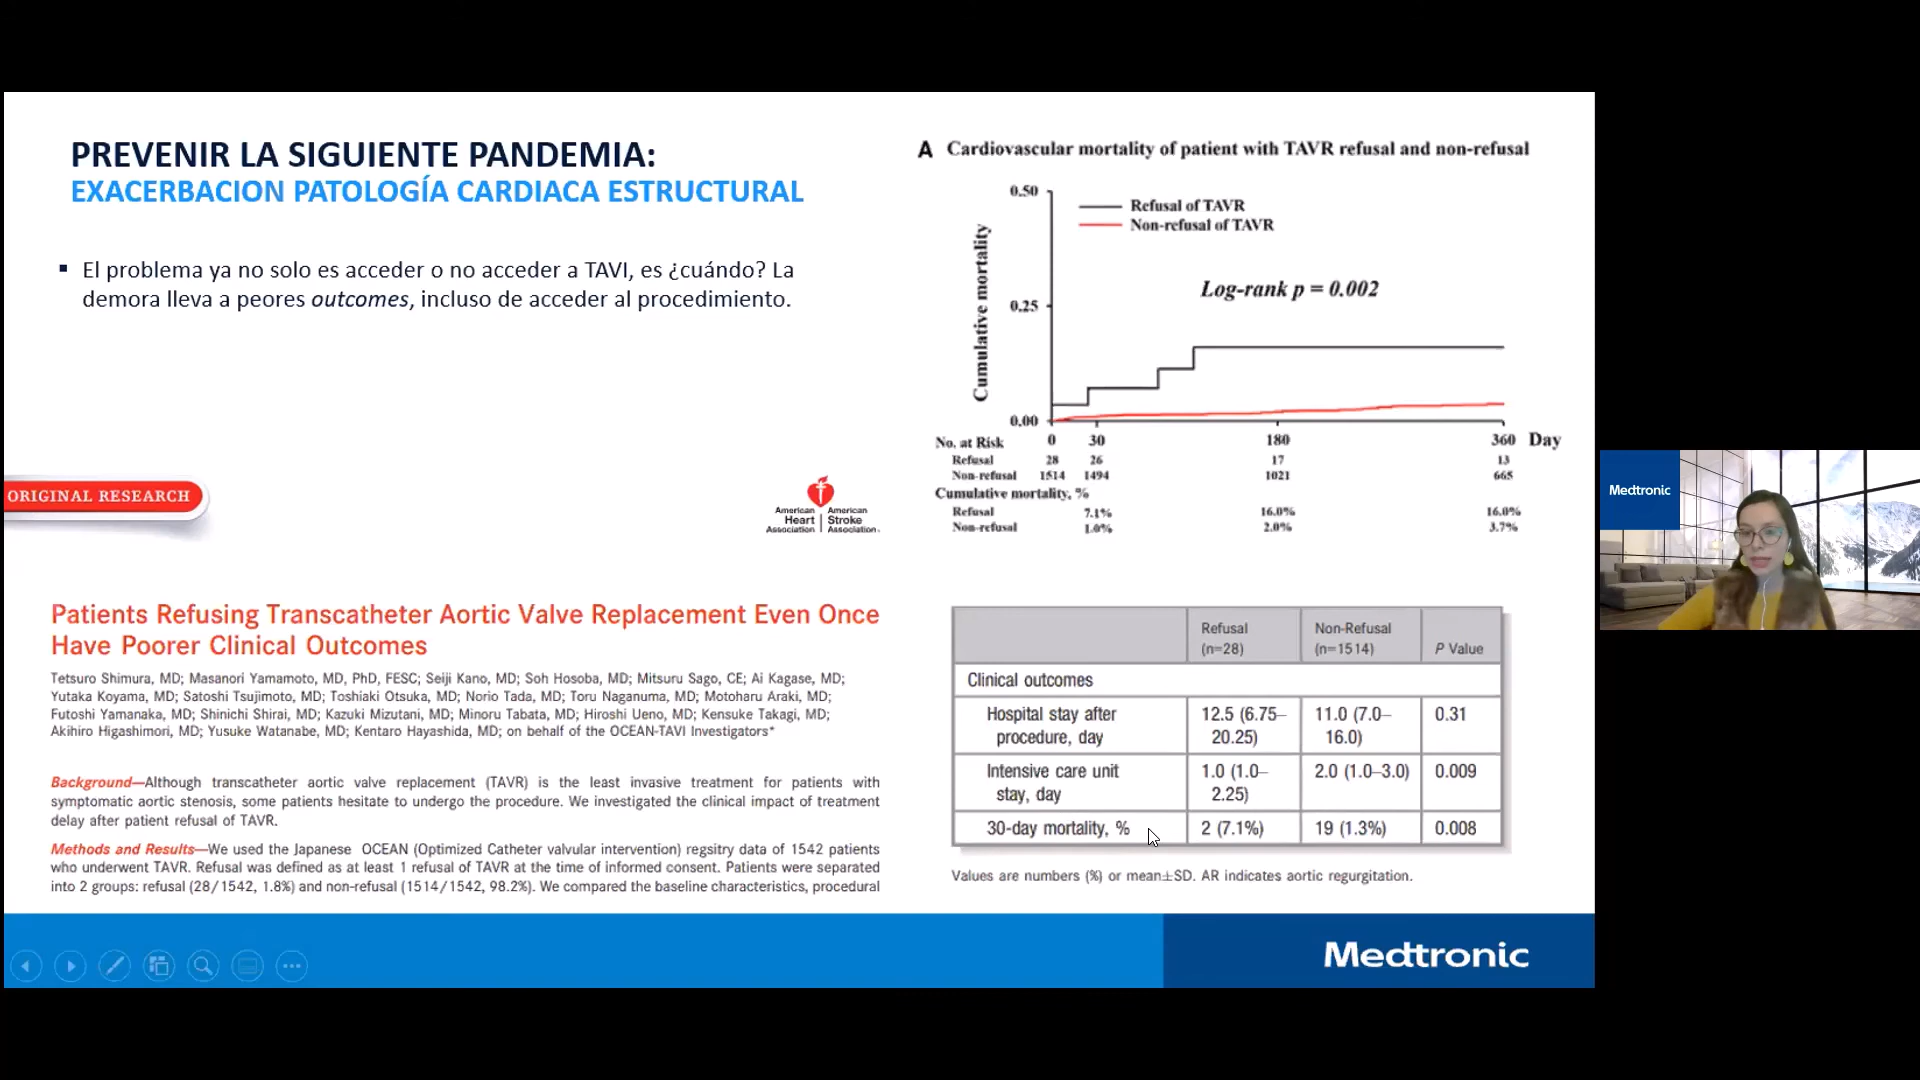 PREVENIR LA SIGUIENTE PANDEMIA:
EXACERBACION PATOLOGÍA CARDIACA ESTRUCTURAL
▪ El problema ya no solo es acceder o no acceder a TAVI, es ¿cuándo? La
demora lleva a peores outcomes, incluso de acceder al procedimiento.
ORIGINAL RESEARCH
American Heart Association
American Stroke Association
Patients Refusing Transcatheter Aortic Valve Replacement Even Once
Have Poorer Clinical Outcomes
Tetsuro Shimura, MD; Masanori Yamamoto, MD, PhD, FESC; Seiji Kano, MD; Soh Hosoba, MD; Mitsuru Sago, CE; Ai Kagase, MD;
Yutaka Koyama, MD; Satoshi Tsujimoto, MD; Toshiaki Otsuka, MD; Norio Tada, MD; Toru Naganuma, MD; Motoharu Araki, MD;
Futoshi Yamanaka, MD; Shinichi Shirai, MD; Kazuki Mizutani, MD; Minoru Tabata, MD; Hiroshi Ueno, MD; Kensuke Takagi, MD;
Akihiro Higashimori, MD; Yusuke Watanabe, MD; Kentaro Hayashida, MD; on behalf of the OCEAN-TAVI Investigators*
Background—Although transcatheter aortic valve replacement (TAVR) is the least invasive treatment for patients with
symptomatic aortic stenosis, some patients hesitate to undergo the procedure. We investigated the clinical impact of treatment
delay after patient refusal of TAVR.
Methods and Results—We used the Japanese OCEAN (Optimized Catheter valvular intervention) regsitry data of 1542 patients
who underwent TAVR. Refusal was defined as at least 1 refusal of TAVR at the time of informed consent. Patients were separated
into 2 groups: refusal (28/1542, 1.8%) and non-refusal (1514/1542, 98.2%). We compared the baseline characteristics, procedural
A Cardiovascular mortality of patient with TAVR refusal and non-refusal
Cumulative mortality
0.50
0.25
0.00
Refusal of TAVR
Non-refusal of TAVR
Log-rank p = 0.002
No. at Risk 0 30 180 360 Day
Refusal 28 26 17 13
Non-refusal 1514 1494 1021 665
Cumulative mortality, %
Refusal 7.1% 16.0% 16.0%
Non-refusal 1.0% 2.0% 3.7%
Refusal (n=28) Non-Refusal (n=1514) P Value
Clinical outcomes
Hospital stay after procedure, day 12.5 (6.75–20.25) 11.0 (7.0–16.0) 0.31
Intensive care unit stay, day 1.0 (1.0–2.25) 2.0 (1.0–3.0) 0.009
30-day mortality, % 2 (7.1%) 19 (1.3%) 0.008
Values are numbers (%) or mean±SD. AR indicates aortic regurgitation.
Medtronic
Medtronic